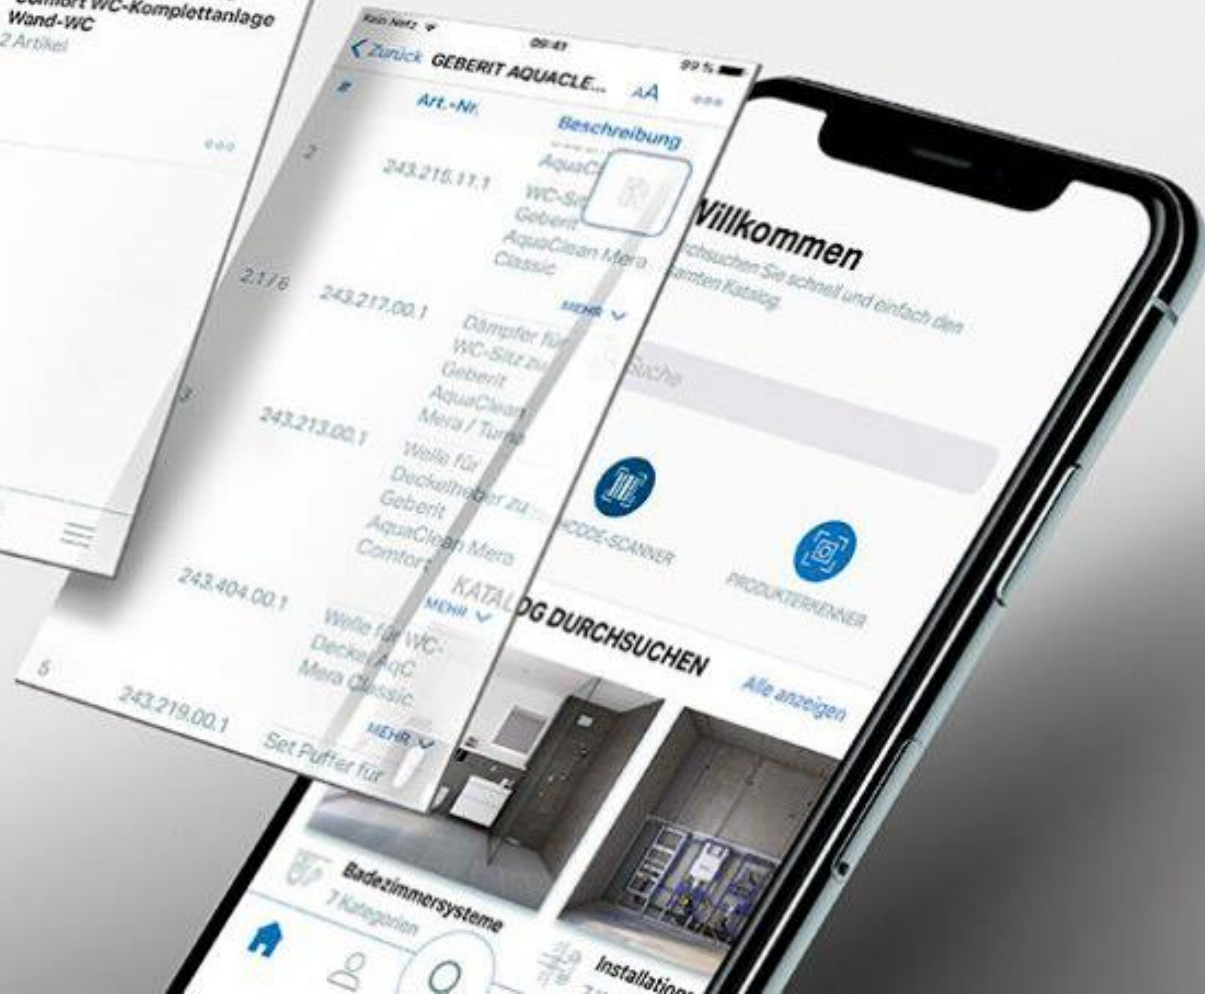 Comfort WC-Komplettanlage
Wand-WC
2 Artikel
Kein Netz
09:41
99 %
Zurück
GEBERIT AQUACLE...
AA
#
Art.-Nr.
Beschreibung
2
243.215.11.1
AquaC
WC-Sit
Geberit
AquaClean Mera
Classic
MEHR
2.1 / 6
243.217.00.1
Dämpfer für
WC-Sitz zu
Geberit
AquaClean
Mera / Tuma
3
243.213.00.1
Welle für
Deckelheber zu
Geberit
AquaClean Mera
Comfort
MEHR
243.404.00.1
Welle für WC-
Deckel AqC
Mera Classic
MEHR
5
243.219.00.1
Set Puffer für
Willkommen
chsuchen Sie schnell und einfach den
samten Katalog.
Suche
CODE-SCANNER
PRODUKTERKENNER
KATALOG DURCHSUCHEN
Alle anzeigen
Badezimmersysteme
7 Kategorien
Installations